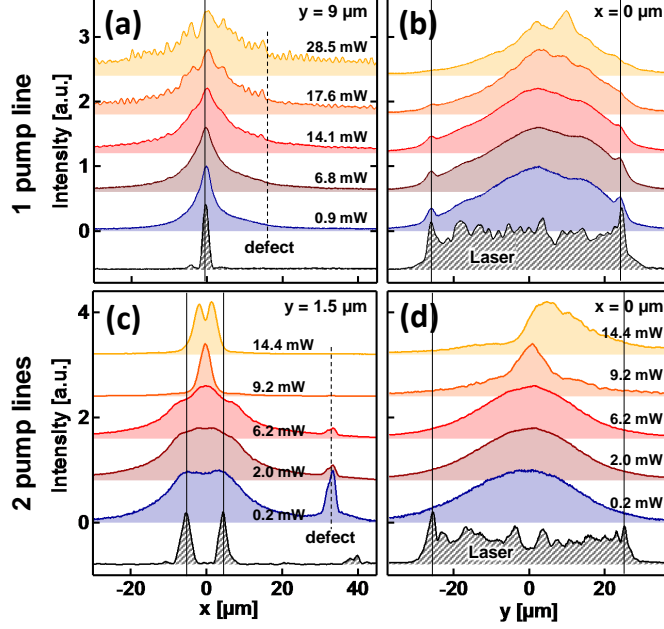 1 pump line
Intensity [a.u.]
3
2
1
0
(a)
y = 9 µm
28.5 mW
17.6 mW
14.1 mW
6.8 mW
0.9 mW
defect
(b)
x = 0 µm
Laser
2 pump lines
Intensity [a.u.]
4
2
0
(c)
y = 1.5 µm
14.4 mW
9.2 mW
6.2 mW
2.0 mW
0.2 mW
defect
-20
0
20
40
x [µm]
(d)
x = 0 µm
14.4 mW
9.2 mW
6.2 mW
2.0 mW
0.2 mW
Laser
-20
0
20
y [µm]